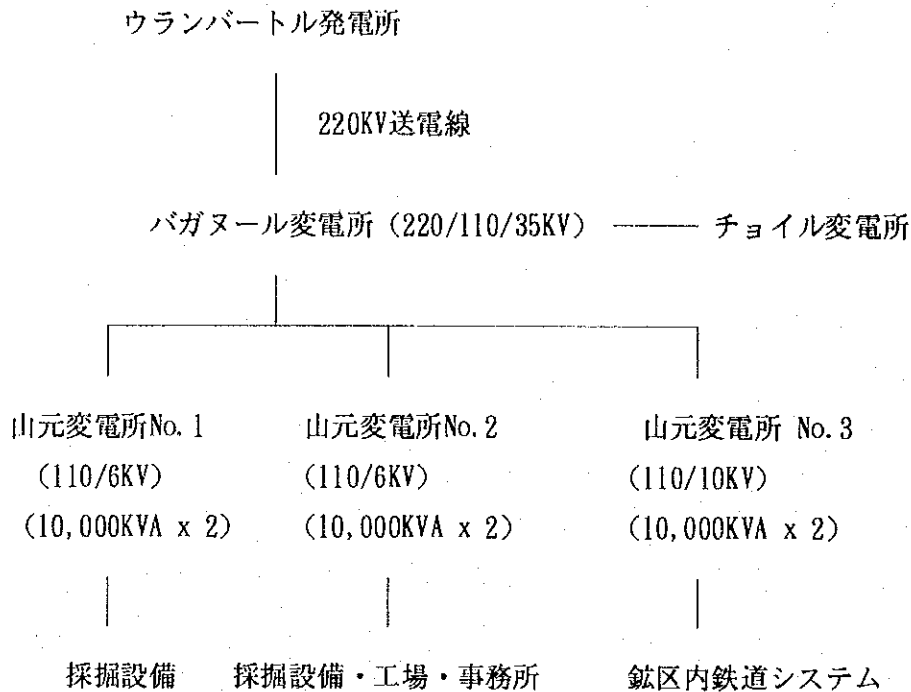 ウランバートル発電所
220KV送電線
バガヌール変電所(220/110/35KV) ─── チョイル変電所
山元変電所No.1 山元変電所No.2 山元変電所 No.3
(110/6KV) (110/6KV) (110/10KV)
(10,000KVA x 2) (10,000KVA x 2) (10,000KVA x 2)
採掘設備 採掘設備・工場・事務所 鉱区内鉄道システム